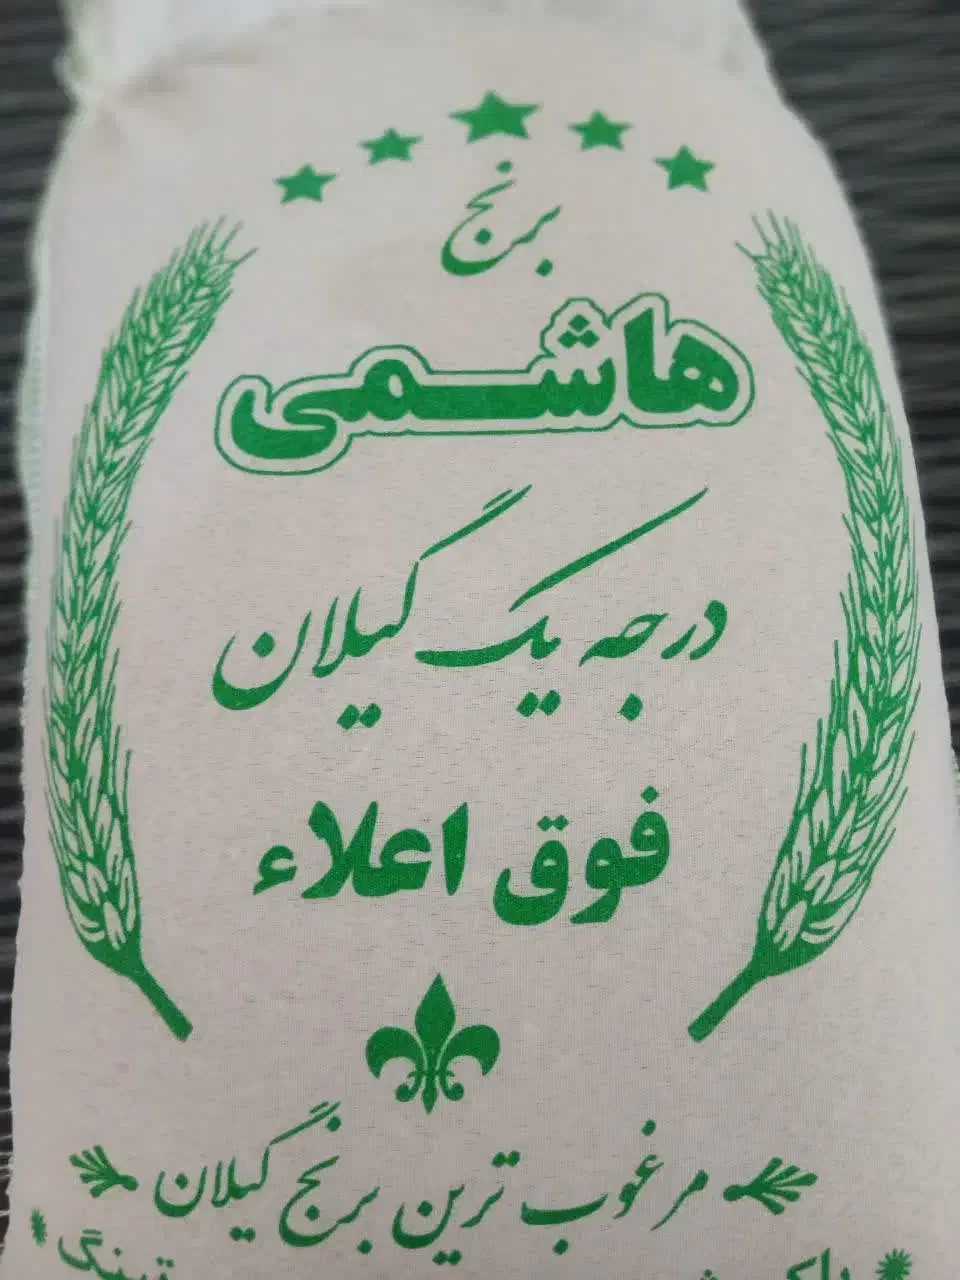 برنج
هاشمی
درجه یک گیلان
فوق اعلاء
مرغوب ترین برنج گیلان